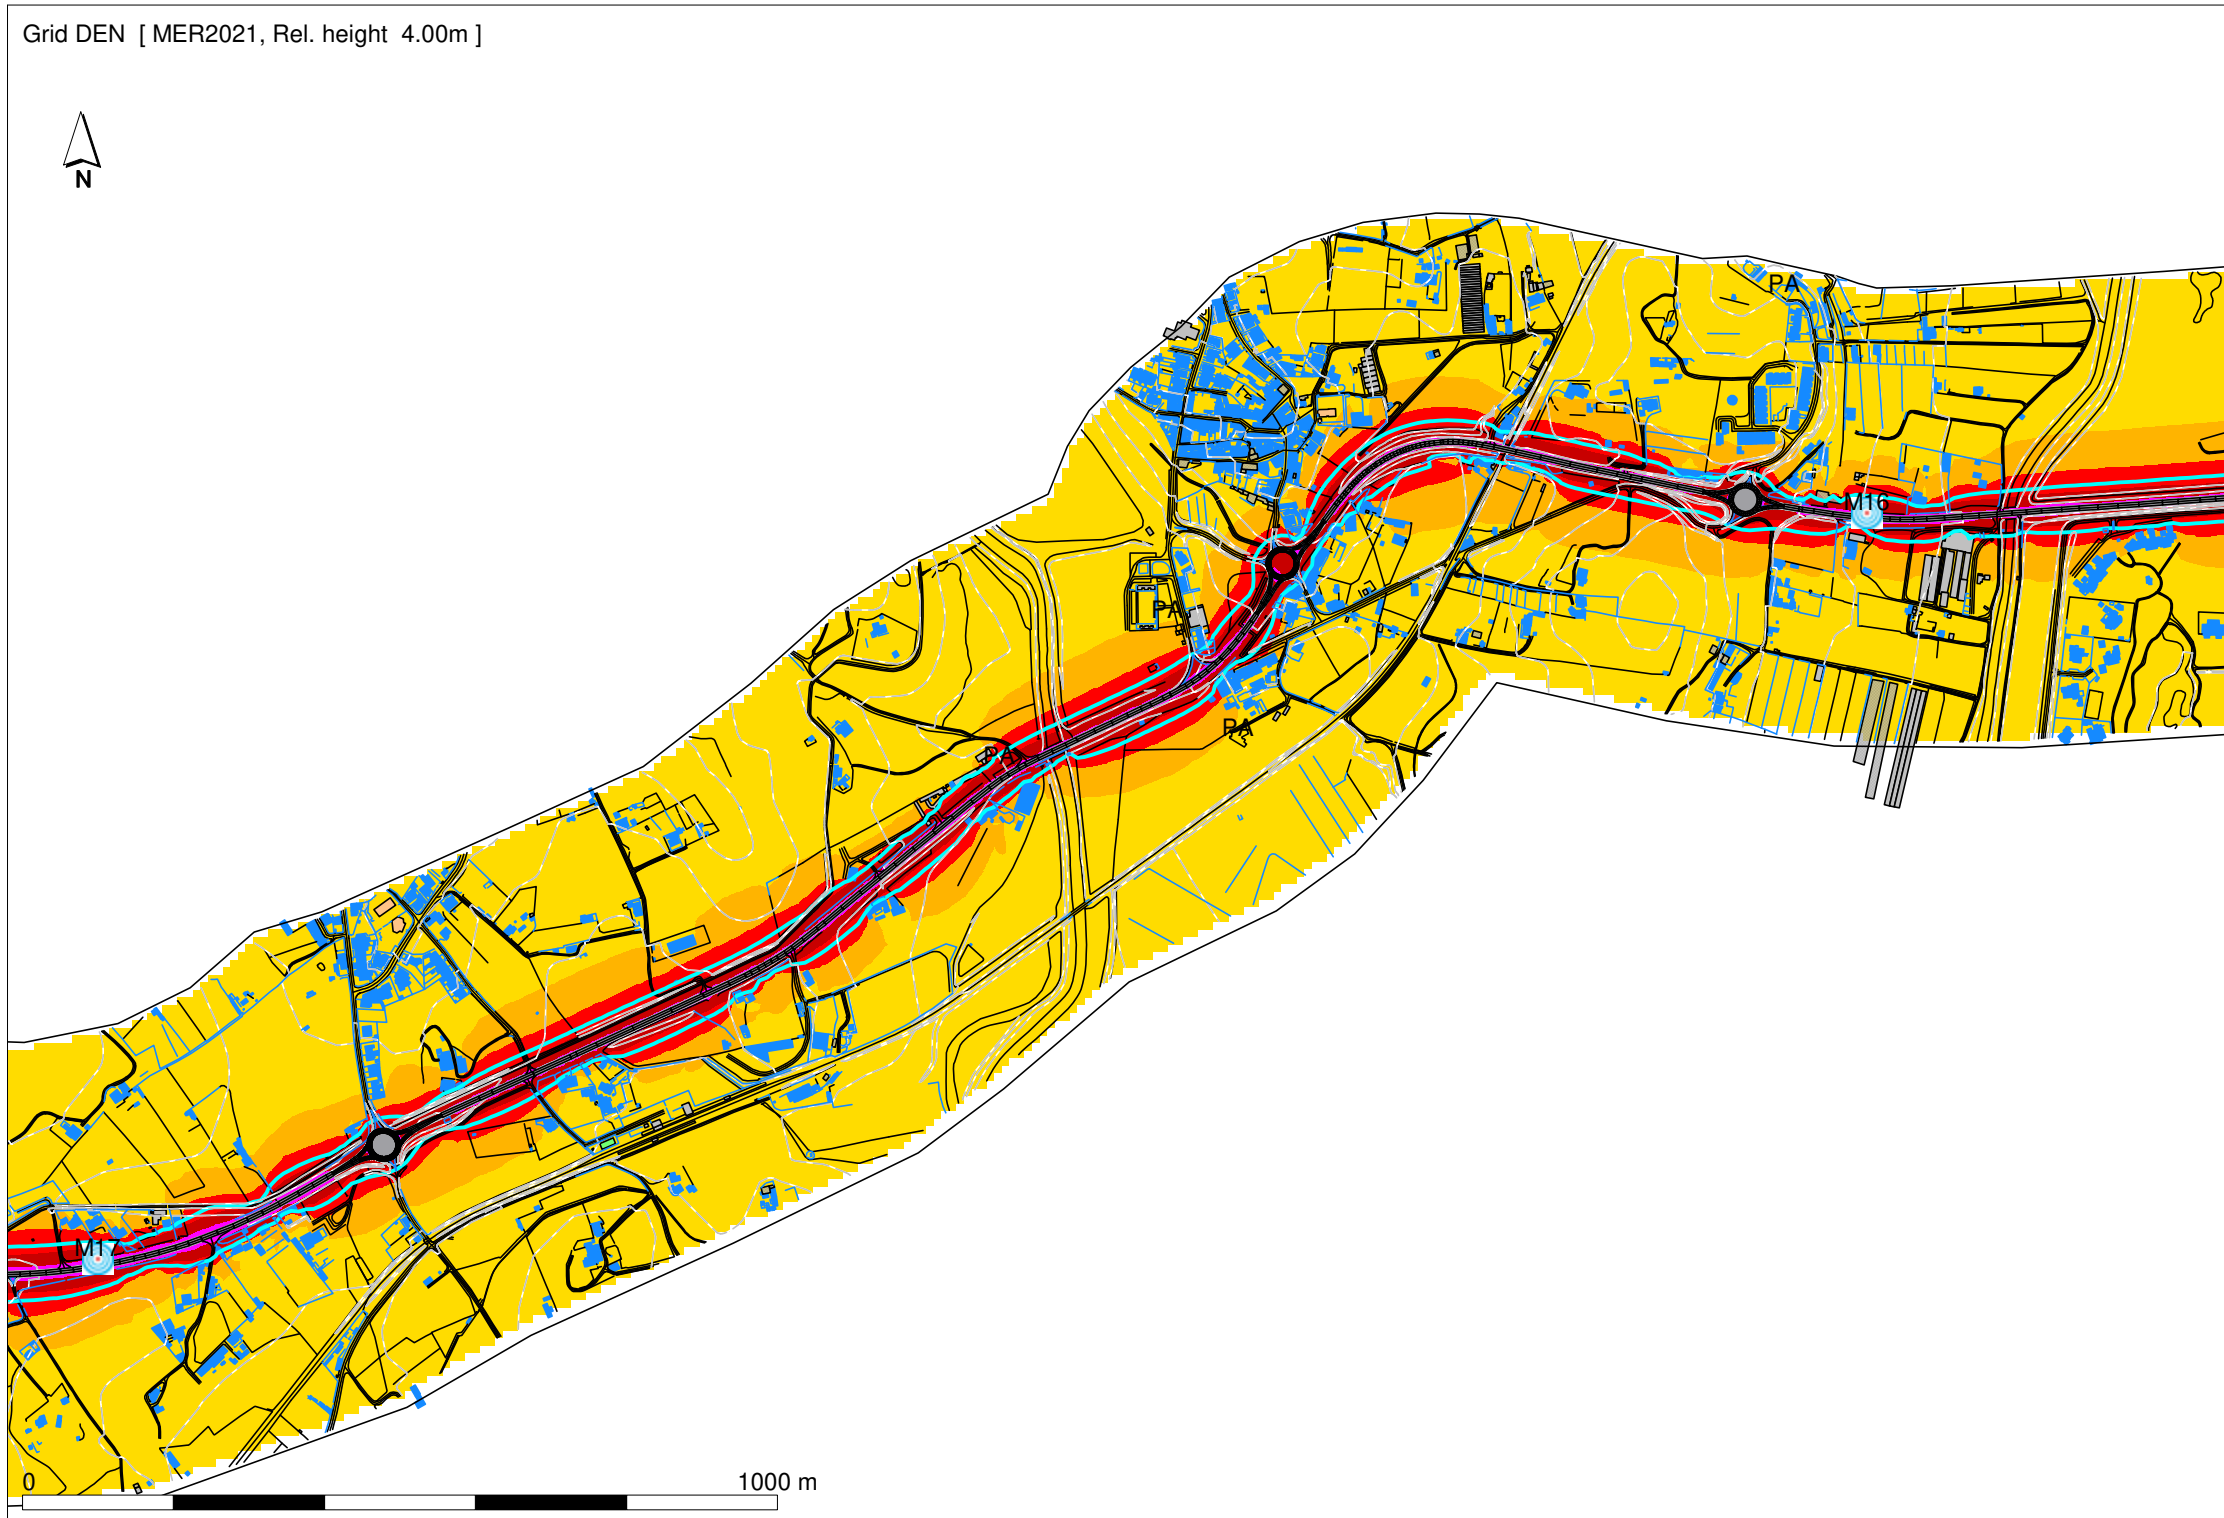 Grid DEN [ MER2021, Rel. height 4.00m ]
N
PA
M16
PA
PA
PA
M17
0 1000 m